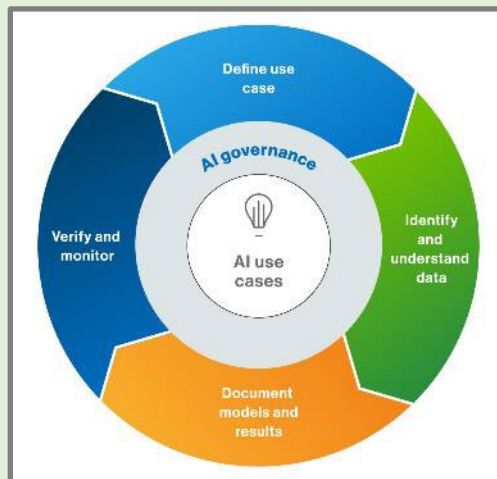 Define use
case
AI governance
AI use
cases
Identify
and
understand
data
Document
models and
results
Verify and
monitor